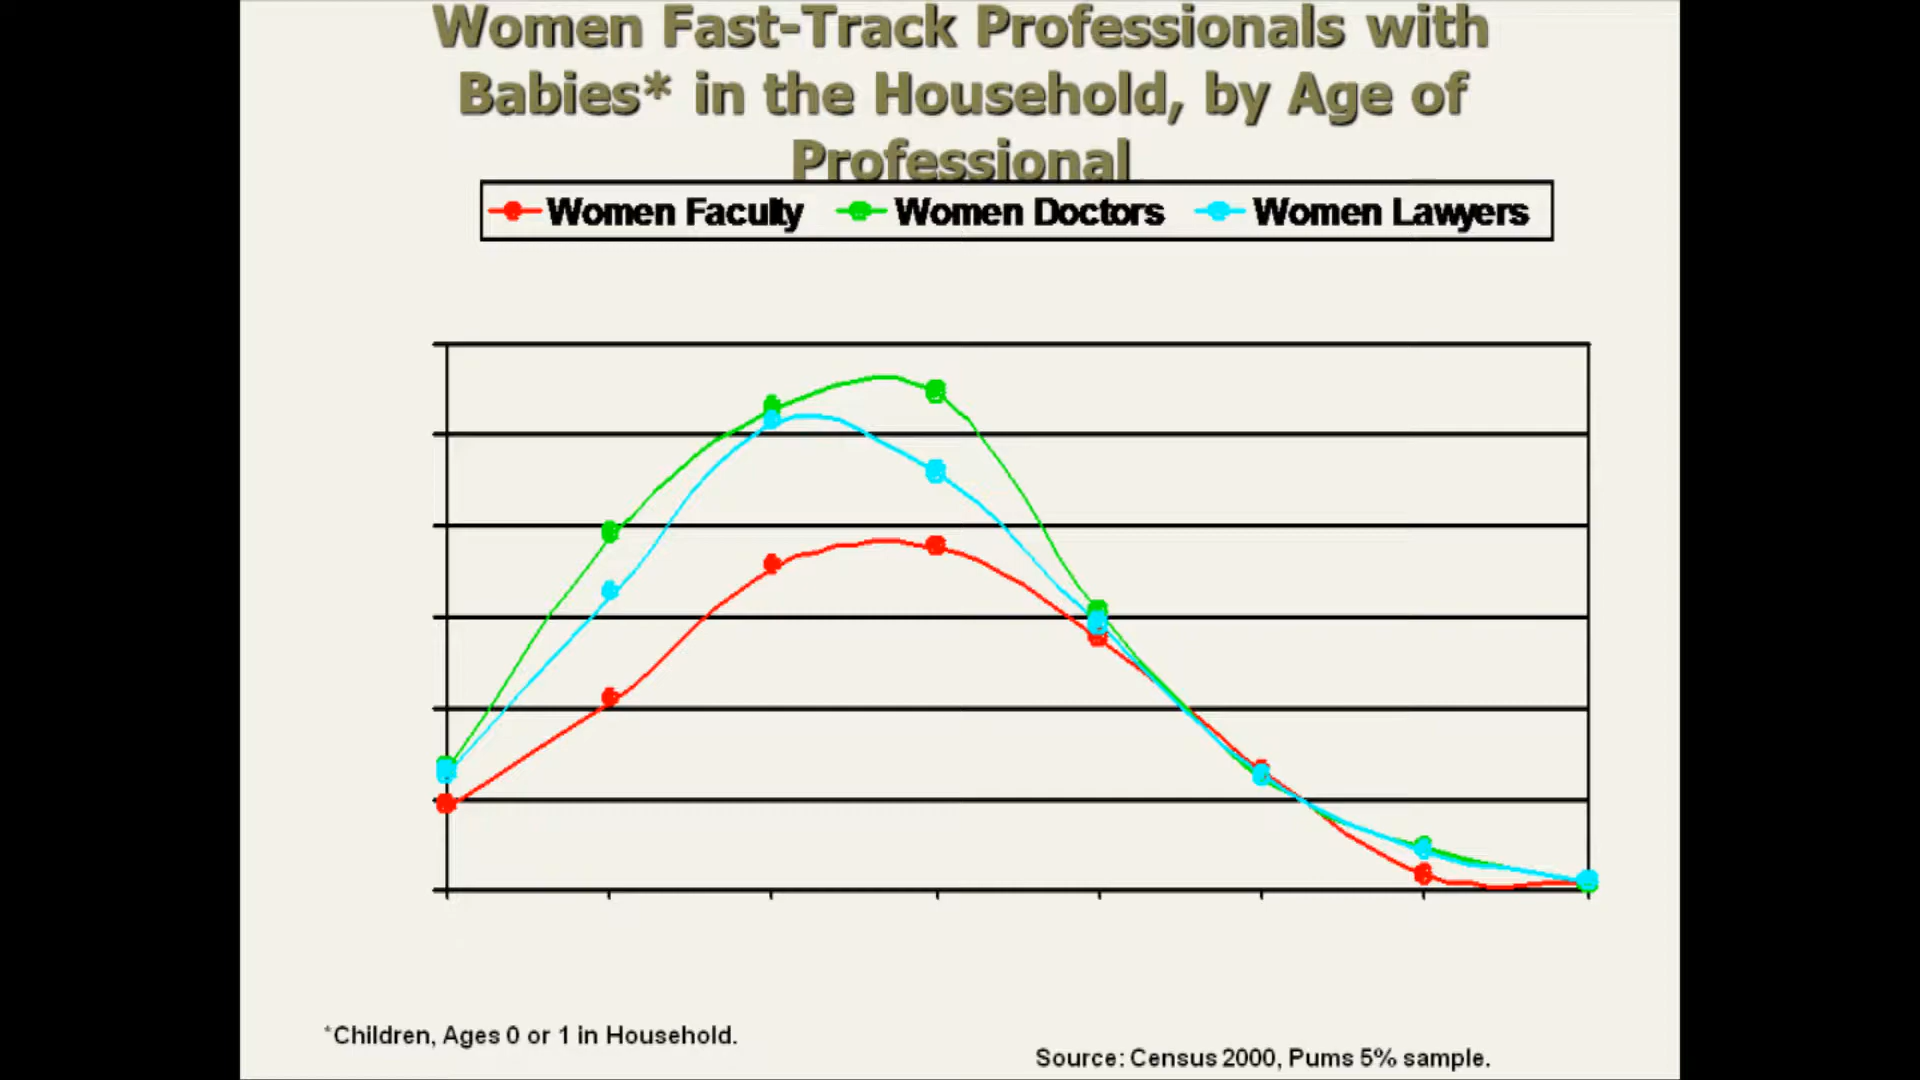 Women Fast-Track Professionals with
Babies* in the Household, by Age of
Professional
Women Faculty Women Doctors Women Lawyers
*Children, Ages 0 or 1 in Household.
Source: Census 2000, Pums 5% sample.